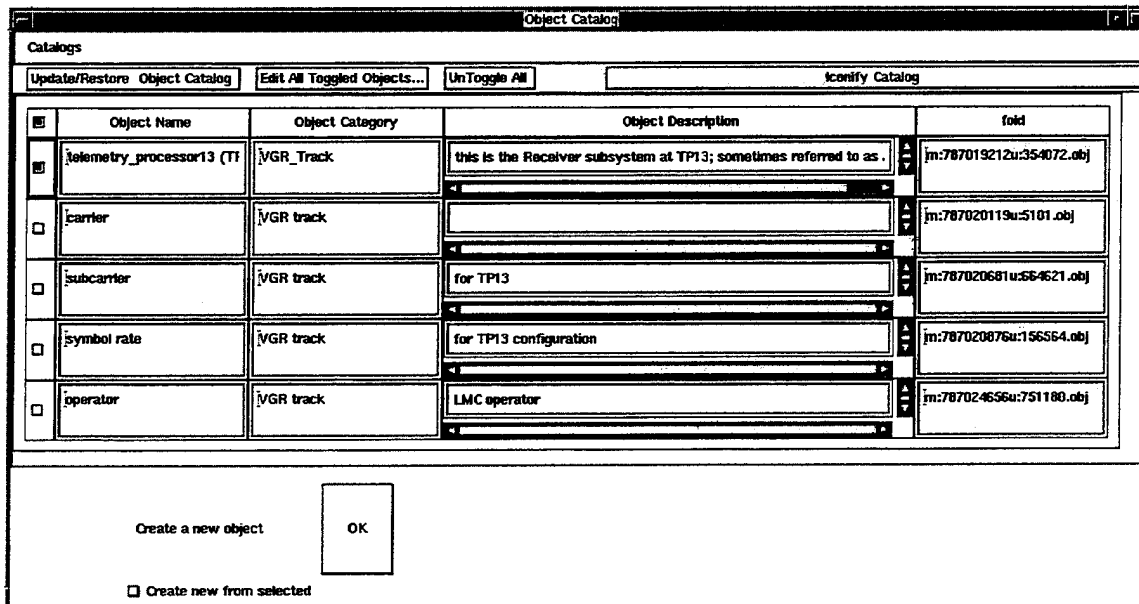 Object Catalog
Catalogs
Update/Restore Object Catalog Edit All Toggled Objects... UnToggle All Iconify Catalog
Object Name Object Category Object Description foid
telemetry_processor13 (TF VGR_Track this is the Receiver subsystem at TP13; sometimes referred to as . m:787019212u:354072.obj
carrier VGR track m:787020119u:5101.obj
subcarrier VGR track for TP13 m:787020681u:664621.obj
symbol rate VGR track for TP13 configuration m:787020876u:156564.obj
operator VGR track LMC operator m:787024656u:751180.obj
Create a new object OK
Create new from selected